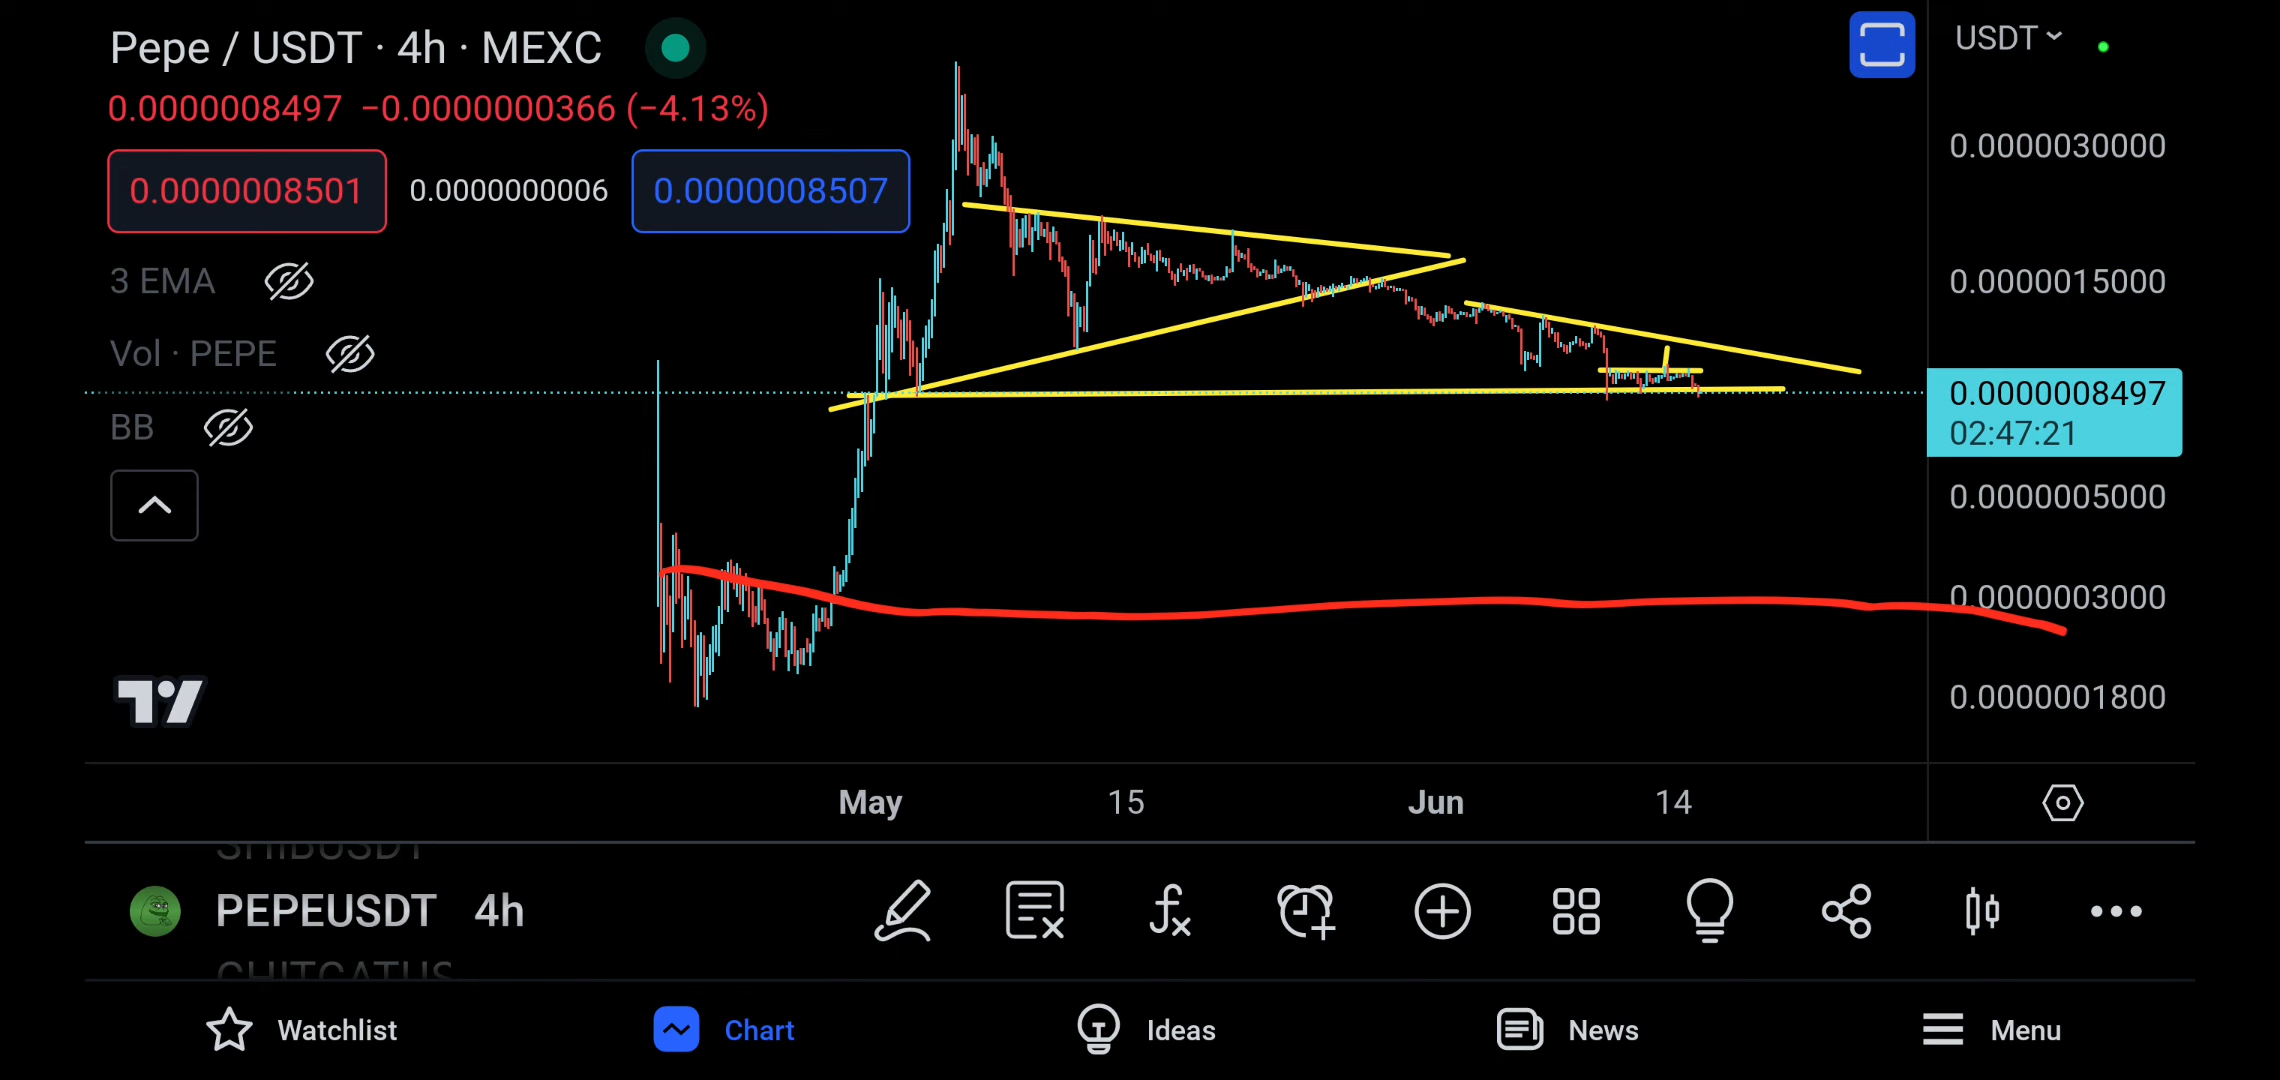 Pepe / USDT · 4h · MEXC
USDT
0.0000008497 −0.0000000366 (−4.13%)
0.0000008501 0.0000000006 0.0000008507
3 EMA
Vol · PEPE
BB
0.0000030000
0.0000015000
0.0000008497
02:47:21
0.0000005000
0.0000003000
0.0000001800
May 15 Jun 14
SHIBUSDT
PEPEUSDT 4h
Watchlist Chart Ideas News Menu